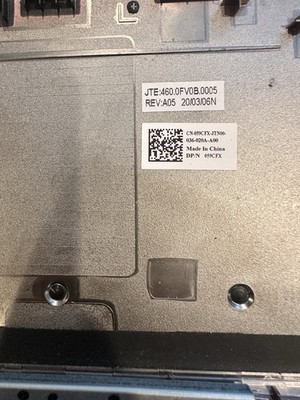 JTE:460.0FV0B.0005
REV:A05 20/03/06N
CN-059CFX-JTN00-
036-020A-A00
Made In China
DP/N 059CFX